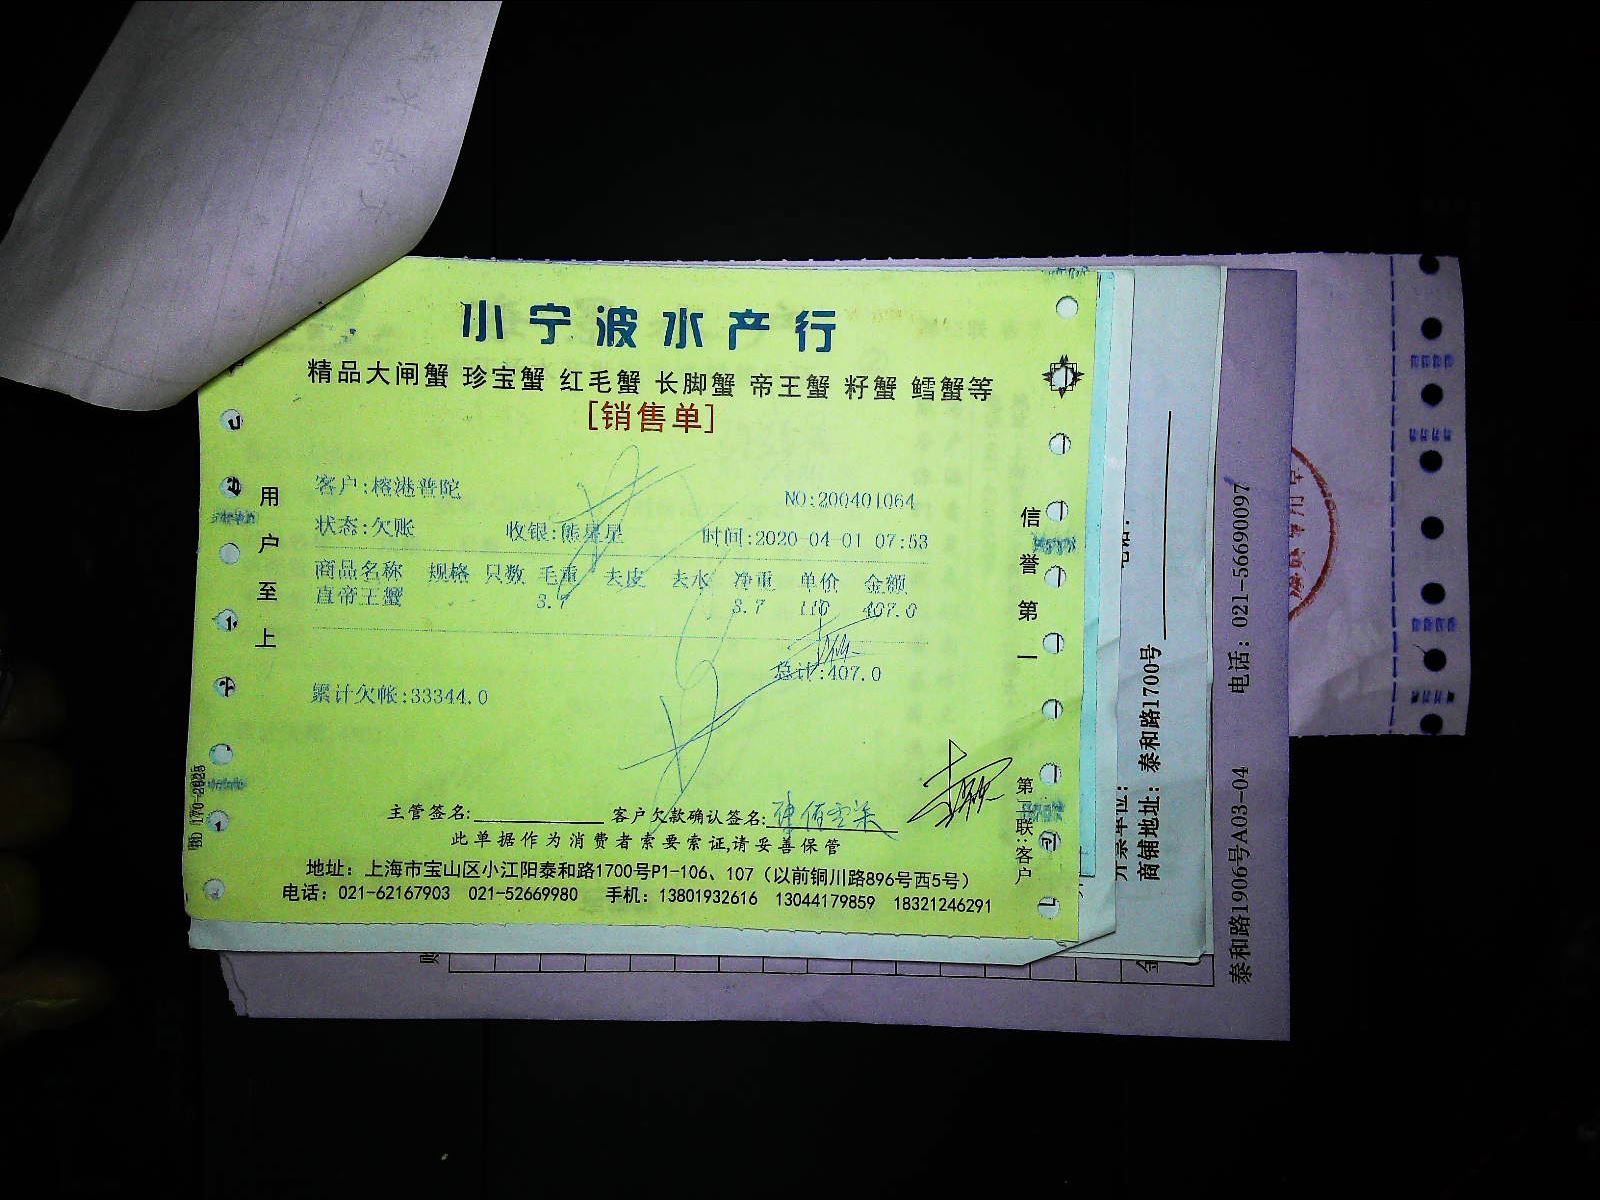 小宁波水产行
精品大闸蟹 珍宝蟹 红毛蟹 长脚蟹 帝王蟹 籽蟹 鳕蟹等
[销售单]
客户:榕港普陀
NO:200401064
状态:欠账 收银:熊星星 时间:2020-04-01 07:53
商品名称 规格 只数 毛重 去皮 去水 净重 单价 金额
直帝王蟹 3.7 3.7 110 407.0
总计:407.0
累计欠帐:33344.0
主管签名: 客户欠款确认签名:
此单据作为消费者索要索证,请妥善保管
地址：上海市宝山区小江阳泰和路1700号P1-106、107（以前铜川路896号西5号）
电话：021-62167903 021-52669980 手机：13801932616 13044179859 18321246291
用户至上
信誉第一
第二联:客户
商铺地址：泰和路1700号
泰和路1906号A03-04 电话：021-56690097